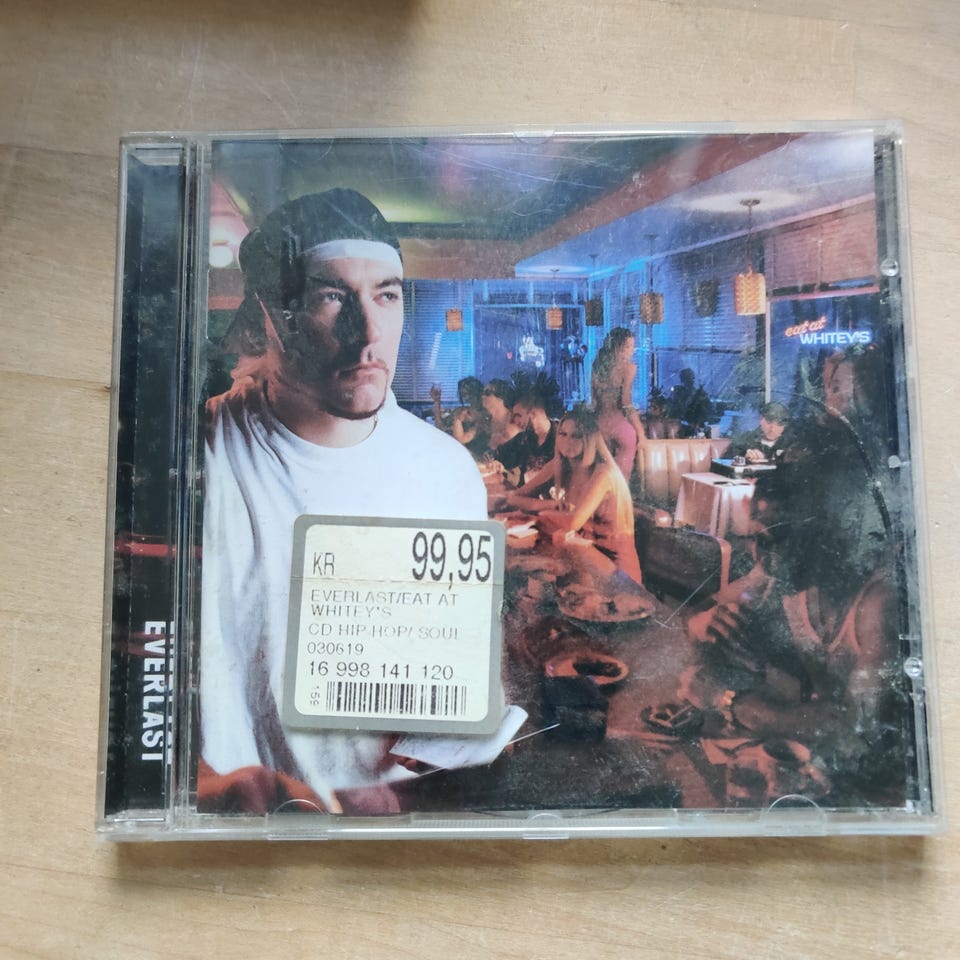 eat at
WHITEY'S
KR 99,95
EVERLAST/EAT AT
WHITEY'S
CD HIP-HOP/ SOUL
030619
16 998 141 120
159
EVERLAST